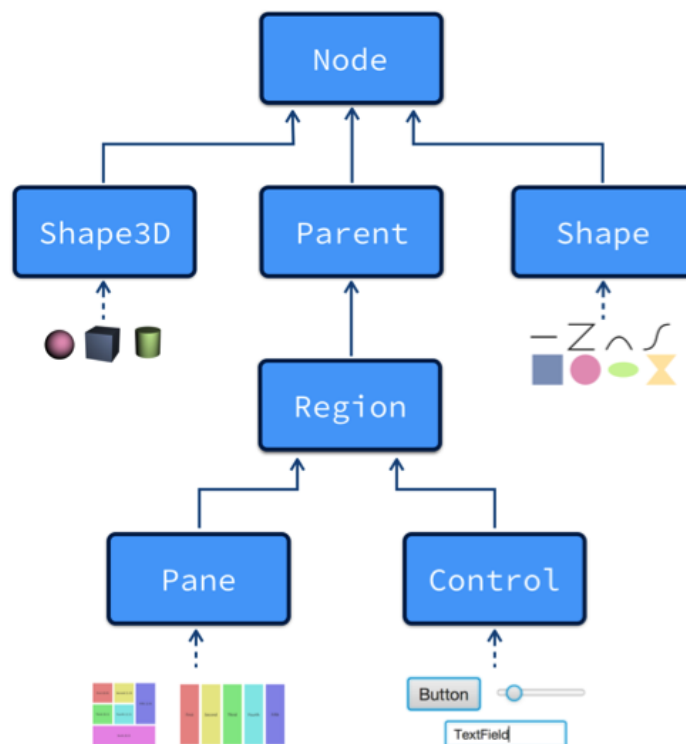 Node
Shape3D
Parent
Shape
Region
Pane
Control
Button
TextField